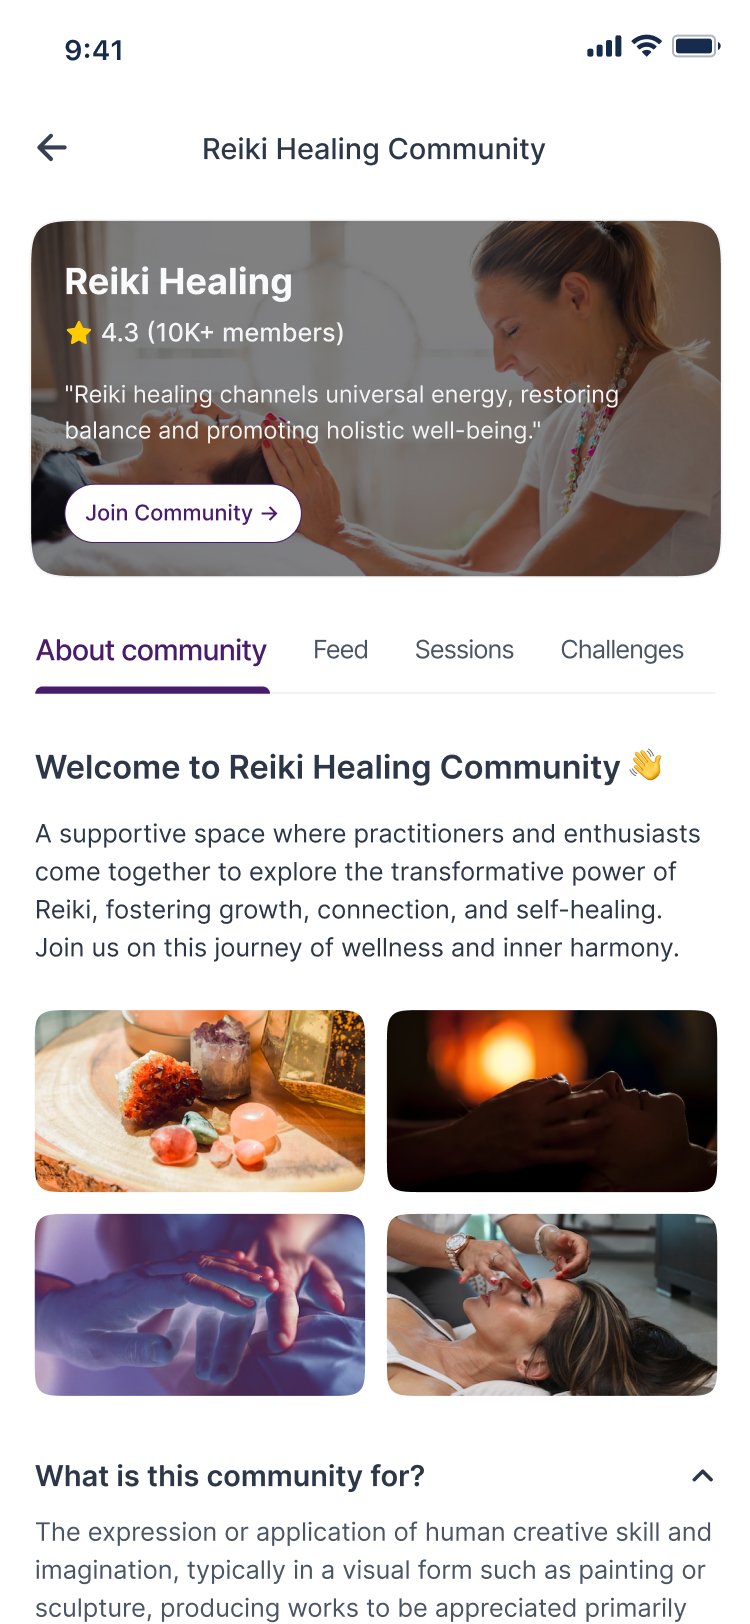 9:41
Reiki Healing Community
Reiki Healing
4.3 (10K+ members)
"Reiki healing channels universal energy, restoring
balance and promoting holistic well-being."
Join Community →
About community Feed Sessions Challenges
Welcome to Reiki Healing Community 👋
A supportive space where practitioners and enthusiasts
come together to explore the transformative power of
Reiki, fostering growth, connection, and self-healing.
Join us on this journey of wellness and inner harmony.
What is this community for?
The expression or application of human creative skill and
imagination, typically in a visual form such as painting or
sculpture, producing works to be appreciated primarily